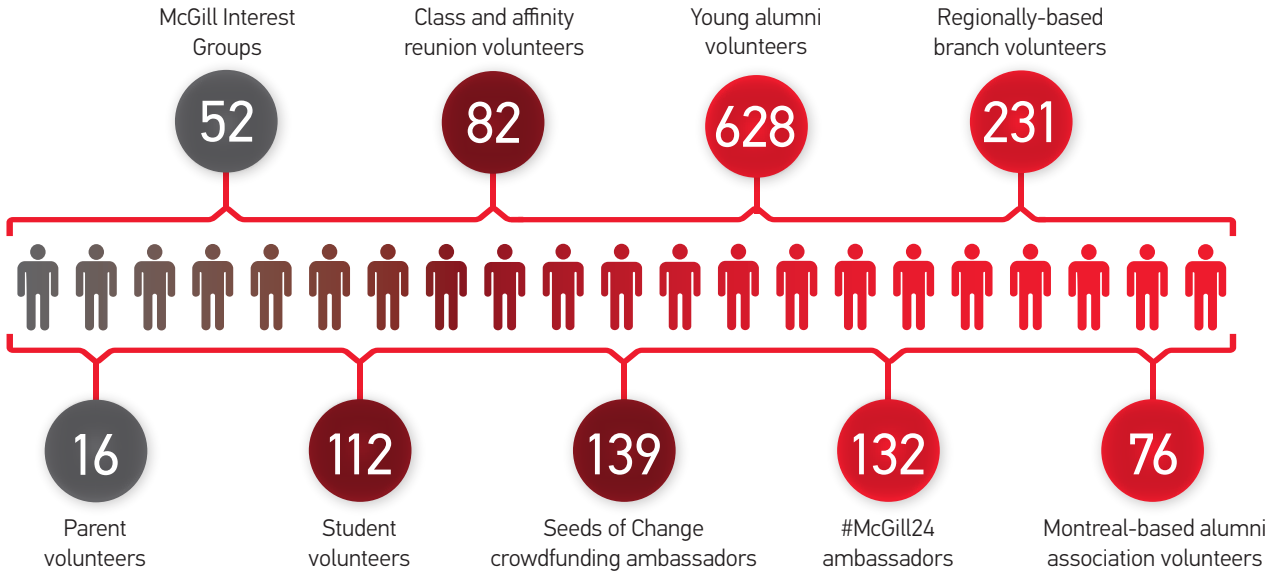 McGill Interest
Groups
52
Class and affinity
reunion volunteers
82
Young alumni
volunteers
628
Regionally-based
branch volunteers
231
16
Parent
volunteers
112
Student
volunteers
139
Seeds of Change
crowdfunding ambassadors
132
#McGill24
ambassadors
76
Montreal-based alumni
association volunteers